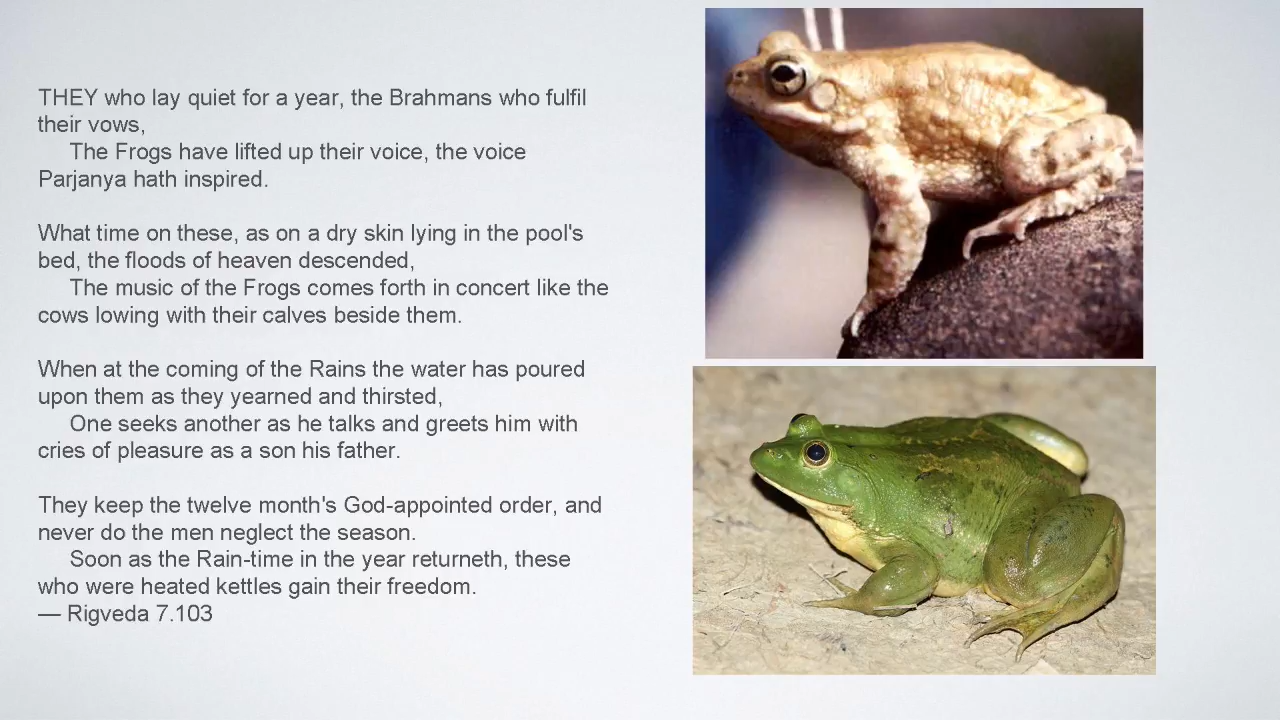 THEY who lay quiet for a year, the Brahmans who fulfil
their vows,
The Frogs have lifted up their voice, the voice
Parjanya hath inspired.
What time on these, as on a dry skin lying in the pool's
bed, the floods of heaven descended,
The music of the Frogs comes forth in concert like the
cows lowing with their calves beside them.
When at the coming of the Rains the water has poured
upon them as they yearned and thirsted,
One seeks another as he talks and greets him with
cries of pleasure as a son his father.
They keep the twelve month's God-appointed order, and
never do the men neglect the season.
Soon as the Rain-time in the year returneth, these
who were heated kettles gain their freedom.
— Rigveda 7.103